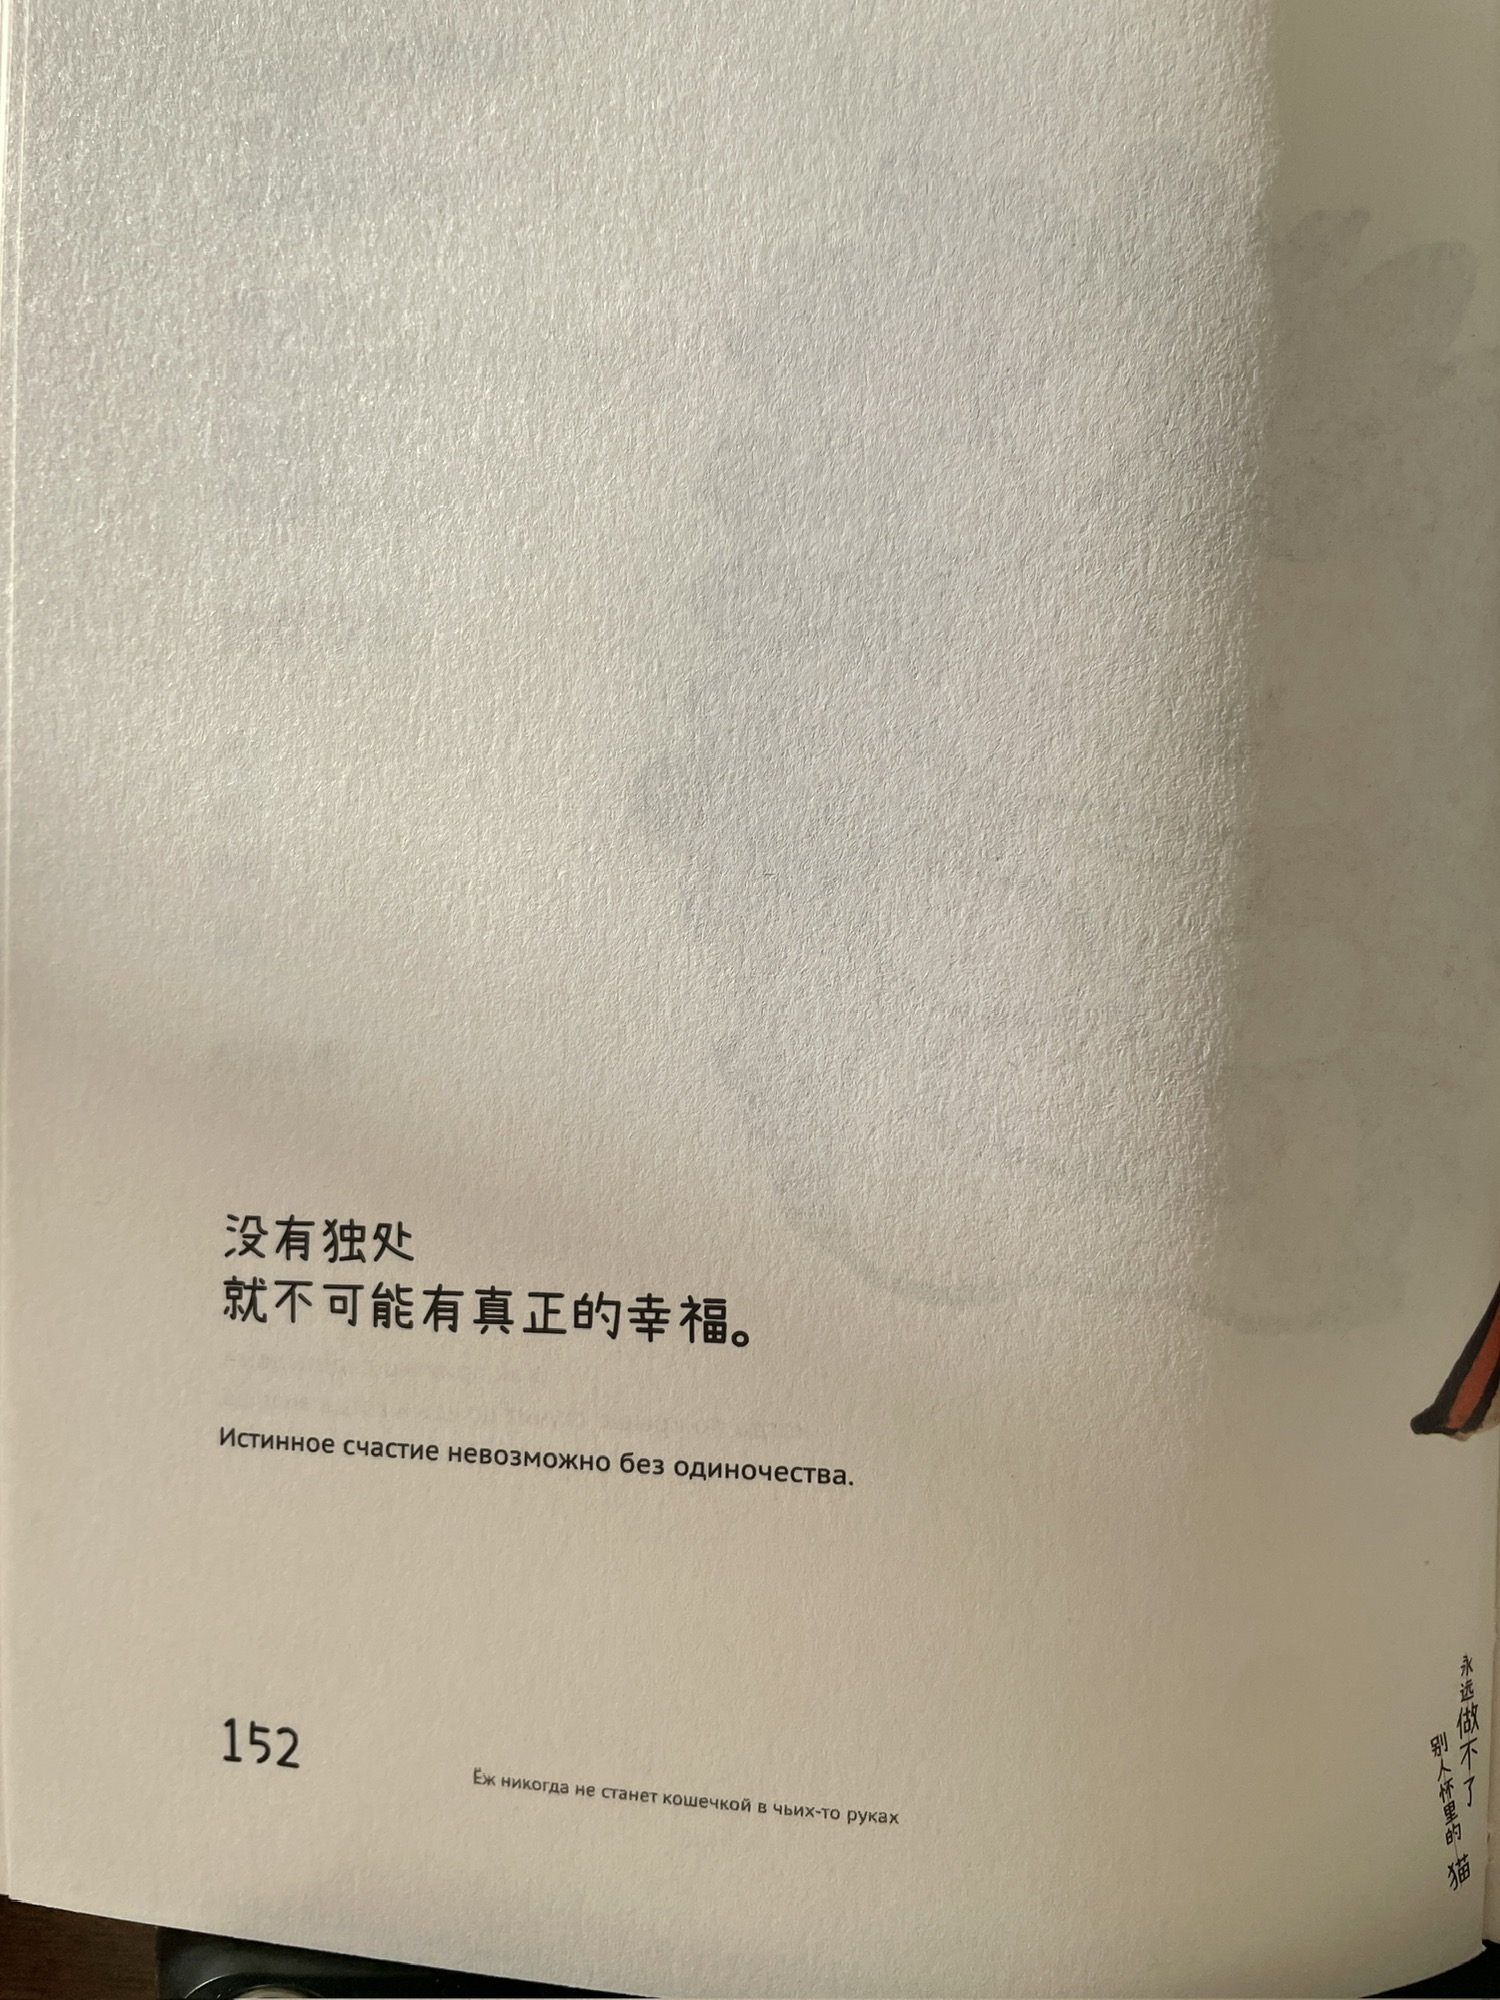 没有独处
就不可能有真正的幸福。
Истинное счастие невозможно без одиночества.
152
Ёж никогда не станет кошечкой в чьих-то руках
永远做不了
别人怀里的猫